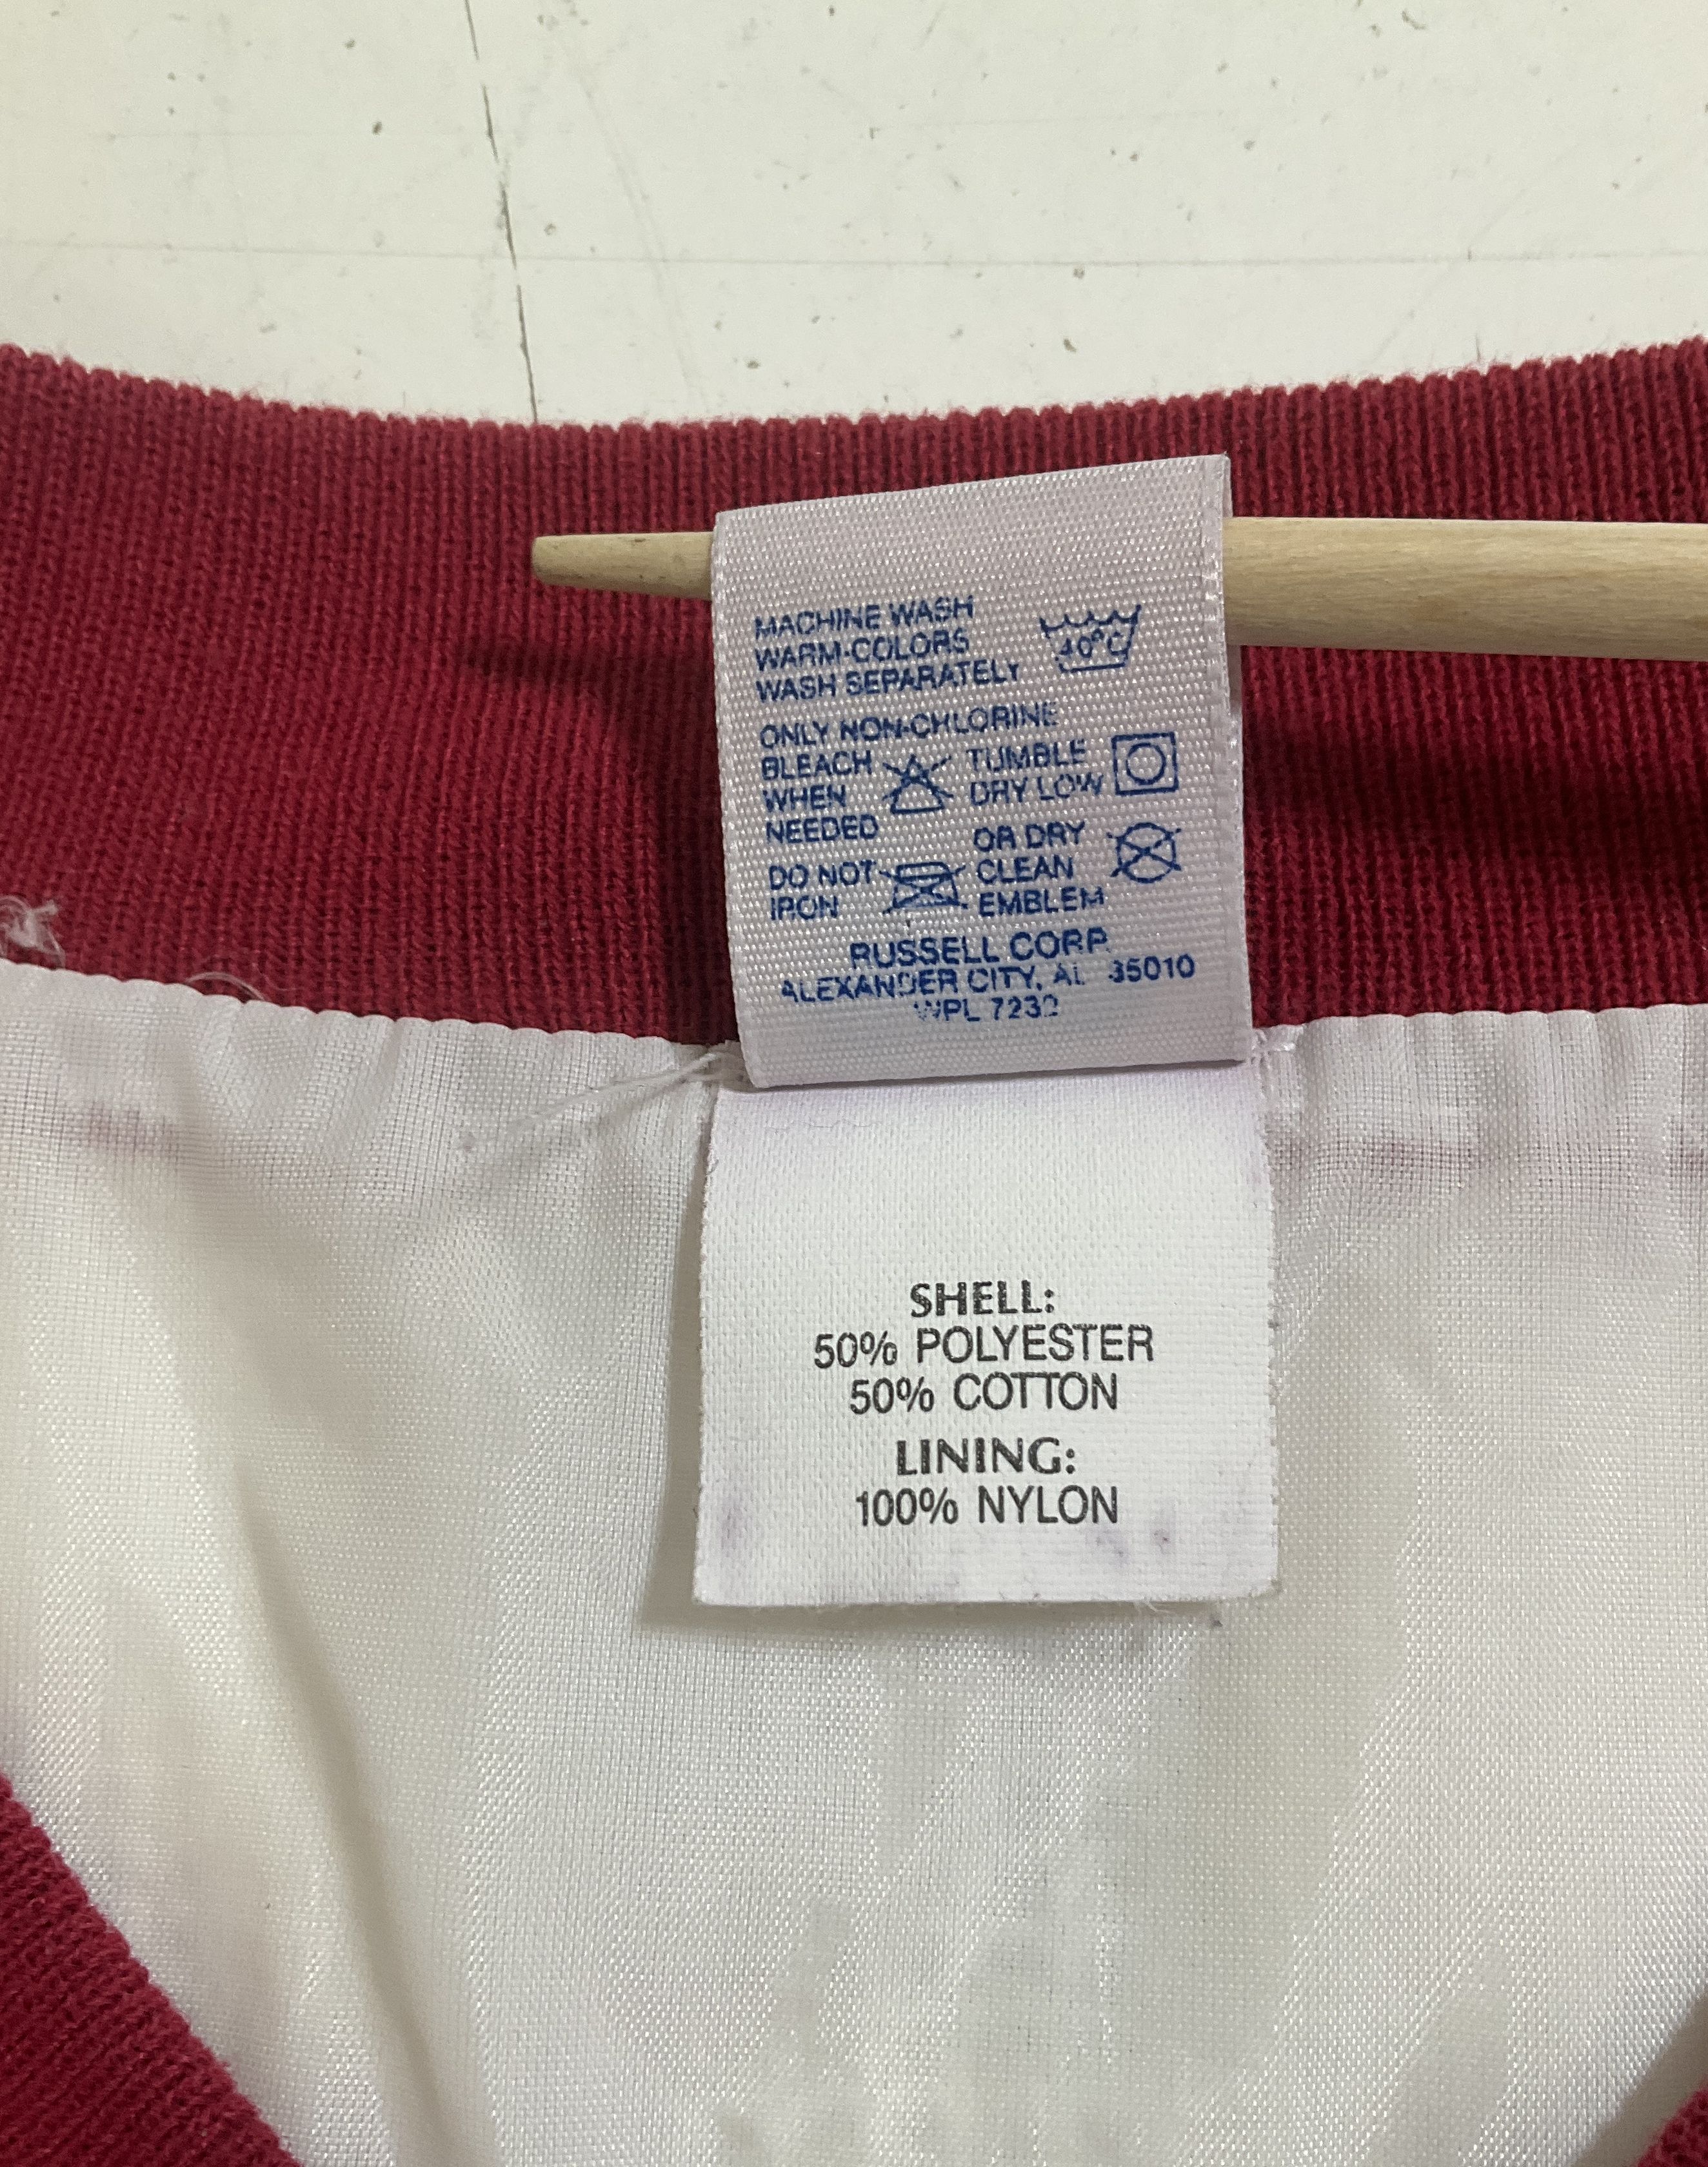 MACHINE WASH
WARM-COLORS
WASH SEPARATELY
40°C
ONLY NON-CHLORINE
BLEACH
WHEN
NEEDED
TUMBLE
DRY LOW
DO NOT
IRON
OR DRY
CLEAN
EMBLEM
RUSSELL CORP
ALEXANDER CITY, AL 35010
WPL 7232
SHELL:
50% POLYESTER
50% COTTON
LINING:
100% NYLON